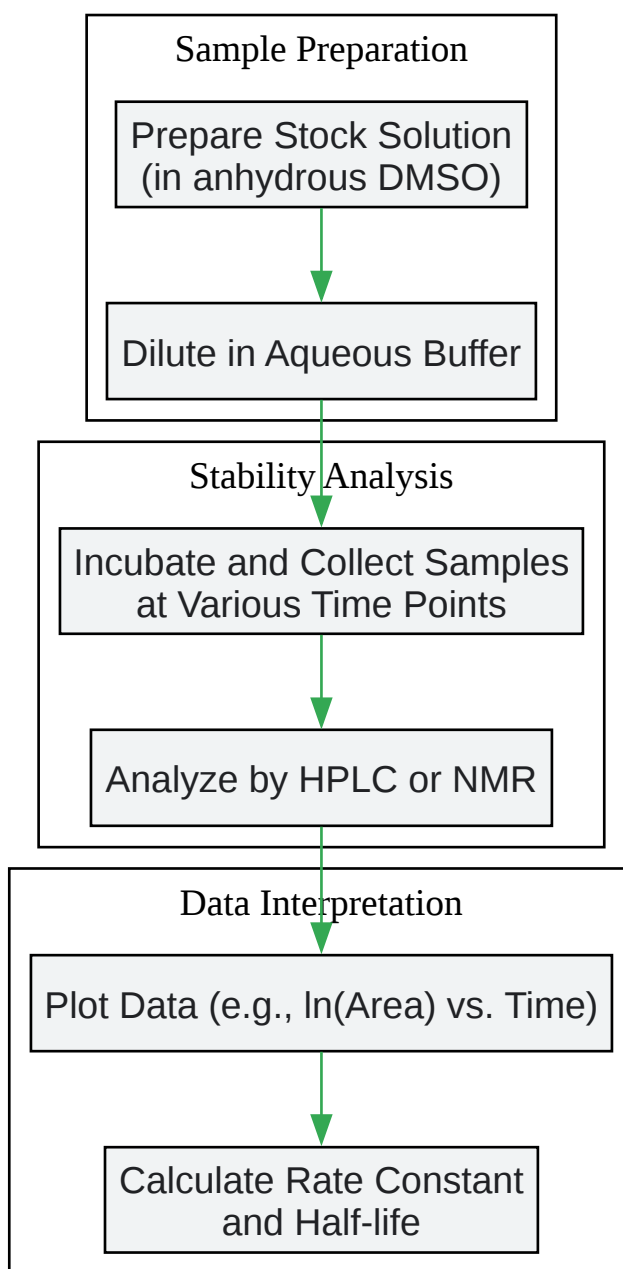 Sample Preparation
Prepare Stock Solution
(in anhydrous DMSO)
Dilute in Aqueous Buffer
Stability Analysis
Incubate and Collect Samples
at Various Time Points
Analyze by HPLC or NMR
Data Interpretation
Plot Data (e.g., ln(Area) vs. Time)
Calculate Rate Constant
and Half-life